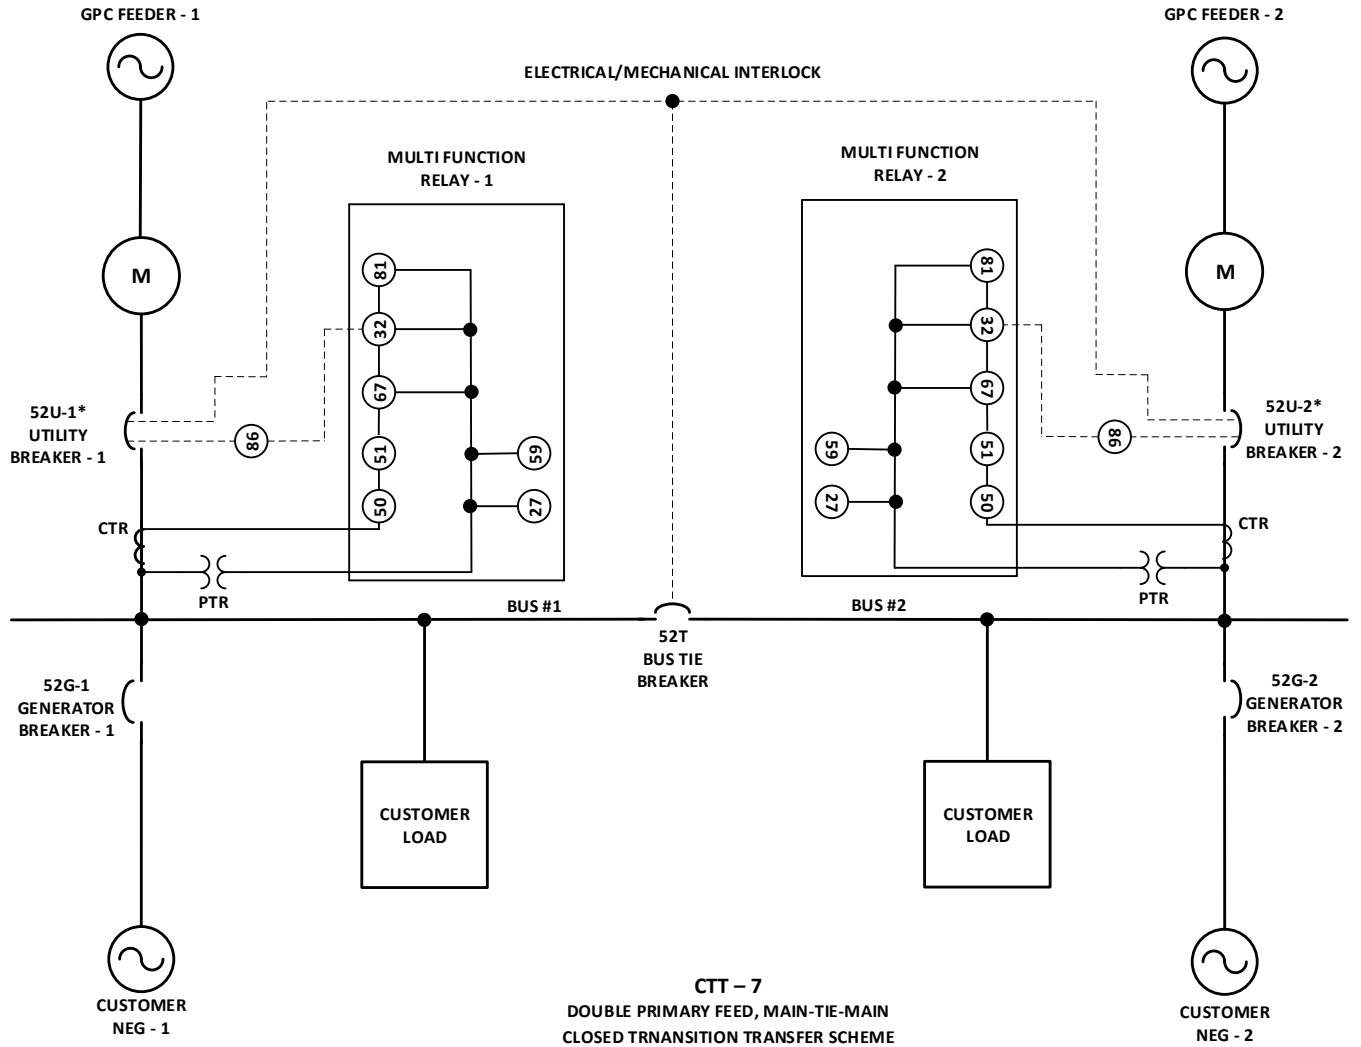 GPC FEEDER - 1
GPC FEEDER - 2
ELECTRICAL/MECHANICAL INTERLOCK
MULTI FUNCTION
RELAY - 1
MULTI FUNCTION
RELAY - 2
M
M
81
32
67
51
50
59
27
81
32
67
51
50
59
27
52U-1*
UTILITY
BREAKER - 1
86
86
52U-2*
UTILITY
BREAKER - 2
CTR
PTR
CTR
PTR
BUS #1
BUS #2
52T
BUS TIE
BREAKER
52G-1
GENERATOR
BREAKER - 1
52G-2
GENERATOR
BREAKER - 2
CUSTOMER
LOAD
CUSTOMER
LOAD
CUSTOMER
NEG - 1
CUSTOMER
NEG - 2
CTT – 7
DOUBLE PRIMARY FEED, MAIN-TIE-MAIN
CLOSED TRNANSITION TRANSFER SCHEME